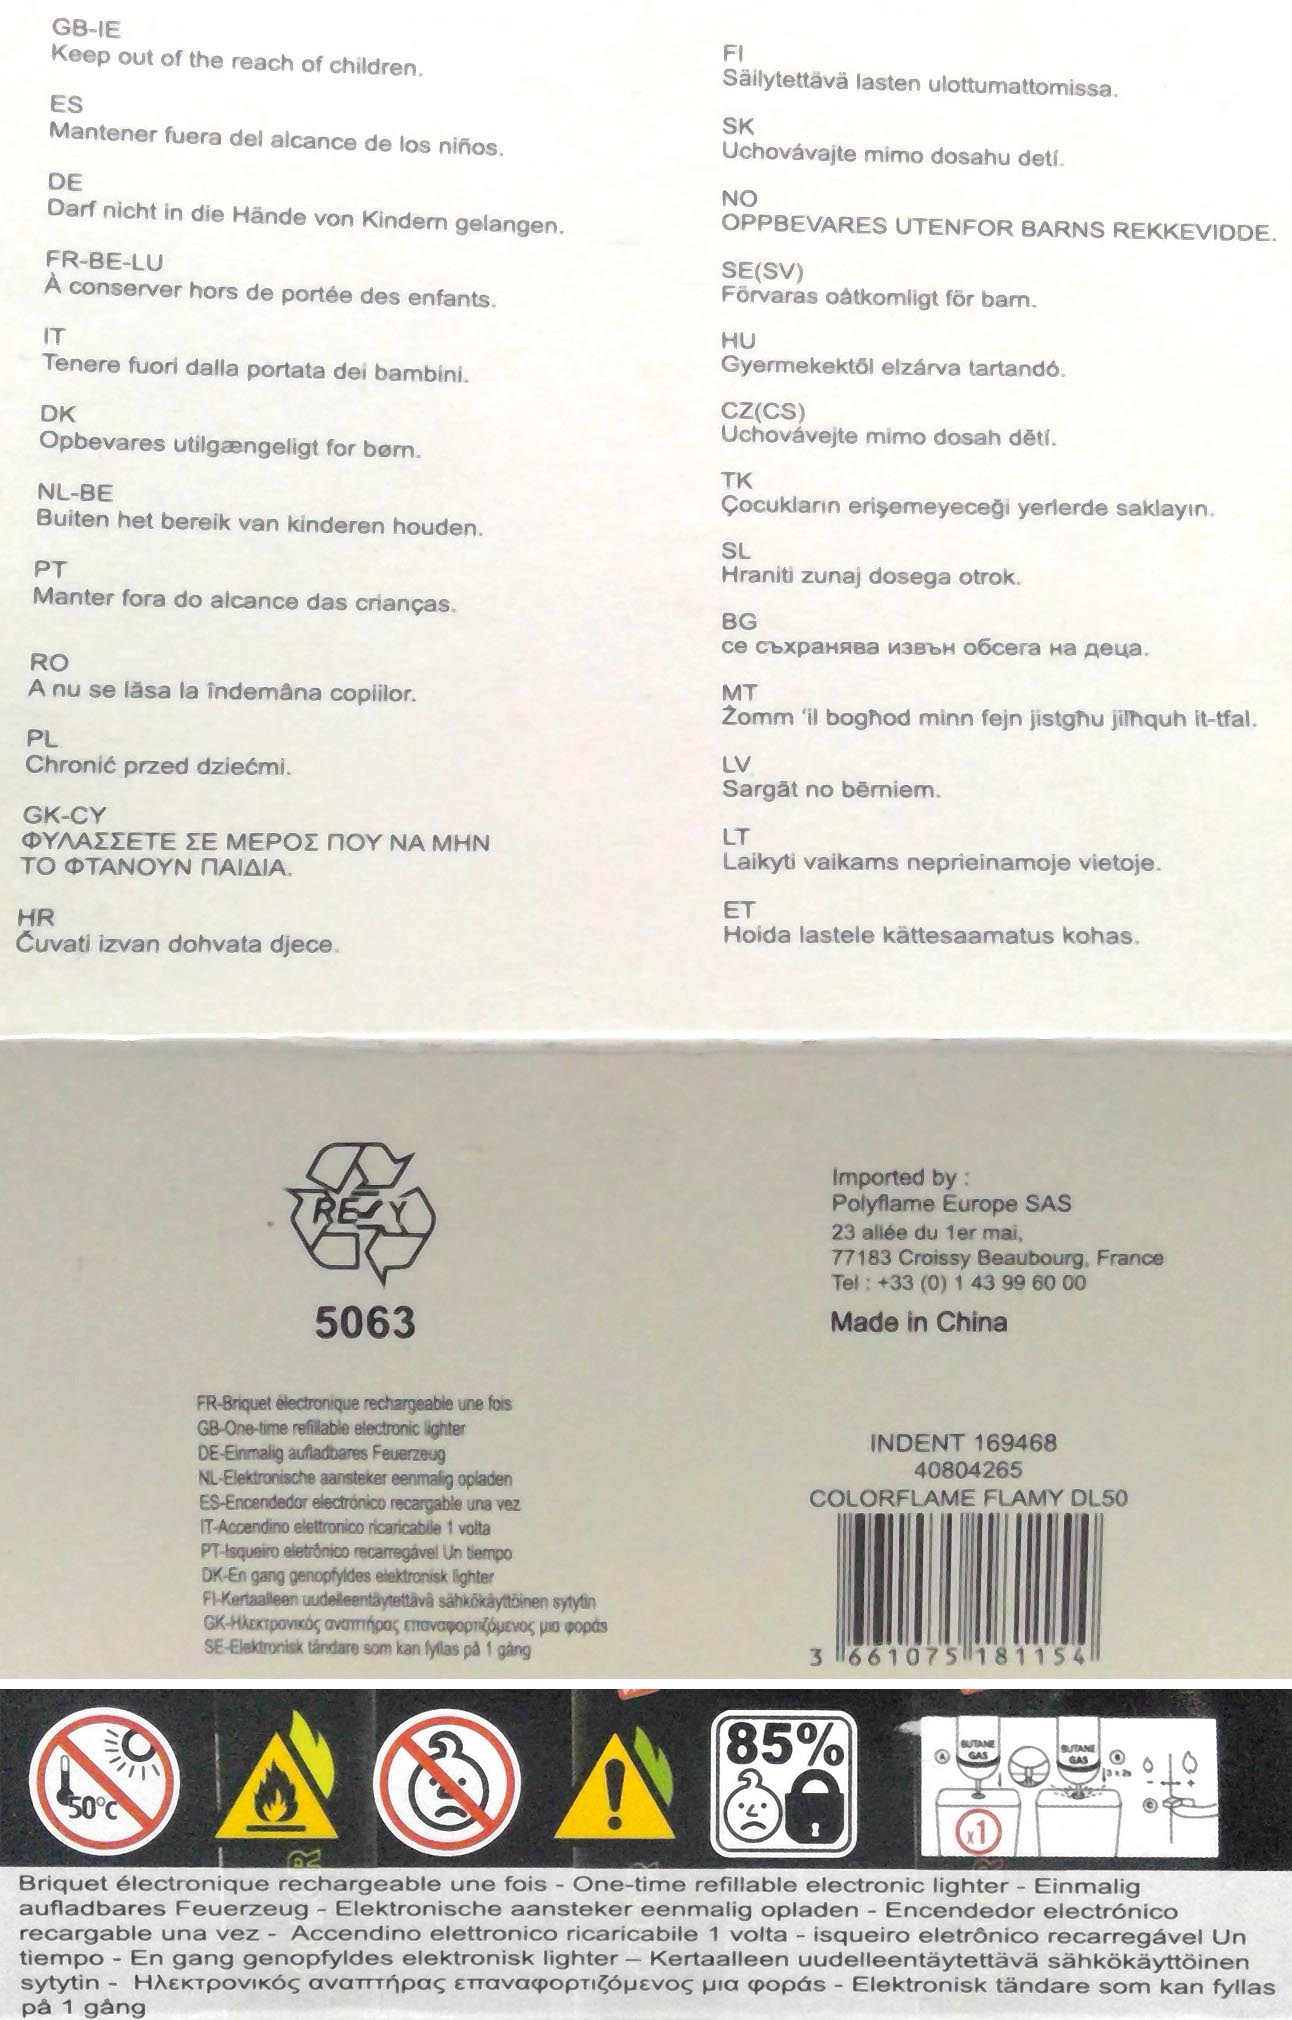 GB-IE
Keep out of the reach of children.
ES
Mantener fuera del alcance de los niños.
DE
Darf nicht in die Hände von Kindern gelangen.
FR-BE-LU
À conserver hors de portée des enfants.
IT
Tenere fuori dalla portata dei bambini.
DK
Opbevares utilgængeligt for børn.
NL-BE
Buiten het bereik van kinderen houden.
PT
Manter fora do alcance das crianças.
RO
A nu se lăsa la îndemâna copiilor.
PL
Chronić przed dziećmi.
GK-CY
ΦΥΛΑΣΣΕΤΕ ΣΕ ΜΕΡΟΣ ΠΟΥ ΝΑ ΜΗΝ
ΤΟ ΦΤΑΝΟΥΝ ΠΑΙΔΙΑ.
HR
Čuvati izvan dohvata djece.
FI
Säilytettävä lasten ulottumattomissa.
SK
Uchovávajte mimo dosahu detí.
NO
OPPBEVARES UTENFOR BARNS REKKEVIDDE.
SE(SV)
Förvaras oåtkomligt för barn.
HU
Gyermekektől elzárva tartandó.
CZ(CS)
Uchovávejte mimo dosah dětí.
TK
Çocukların erişemeyeceği yerlerde saklayın.
SL
Hraniti zunaj dosega otrok.
BG
се съхранява извън обсега на деца.
MT
Żomm 'il bogħod minn fejn jistgħu jilħquh it-tfal.
LV
Sargāt no bērniem.
LT
Laikyti vaikams neprieinamoje vietoje.
ET
Hoida lastele kättesaamatus kohas.
RESY
5063
Imported by :
Polyflame Europe SAS
23 allée du 1er mai,
77183 Croissy Beaubourg, France
Tel : +33 (0) 1 43 99 60 00
Made in China
FR-Briquet électronique rechargeable une fois
GB-One-time refillable electronic lighter
DE-Einmalig aufladbares Feuerzeug
NL-Elektronische aansteker eenmalig opladen
ES-Encendedor electrónico recargable una vez
IT-Accendino elettronico ricaricabile 1 volta
PT-Isqueiro eletrônico recarregável Un tiempo
DK-En gang genopfyldes elektronisk lighter
FI-Kertaalleen uudelleentäytettävä sähkökäyttöinen sytytin
GK-Ηλεκτρονικός αναπτήρας επαναφορτιζόμενος μια φοράς
SE-Elektronisk tändare som kan fyllas på 1 gång
INDENT 169468
40804265
COLORFLAME FLAMY DL50
3 661075 181154
50°C
85%
A BUTANE GAS
BUTANE GAS B
3 x 2s
- +
C
x1
Briquet électronique rechargeable une fois - One-time refillable electronic lighter - Einmalig
aufladbares Feuerzeug - Elektronische aansteker eenmalig opladen - Encendedor electrónico
recargable una vez - Accendino elettronico ricaricabile 1 volta - isqueiro eletrônico recarregável Un
tiempo - En gang genopfyldes elektronisk lighter – Kertaalleen uudelleentäytettävä sähkökäyttöinen
sytytin - Ηλεκτρονικός αναπτήρας επαναφορτιζόμενος μια φοράς - Elektronisk tändare som kan fyllas
på 1 gång